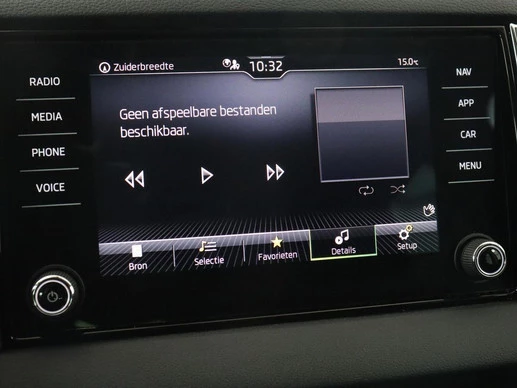 Zuiderbreedte 10:32 15.0°C
RADIO
MEDIA
PHONE
VOICE
Geen afspeelbare bestanden
beschikbaar.
Bron Selectie Favorieten Details Setup
NAV
APP
CAR
MENU